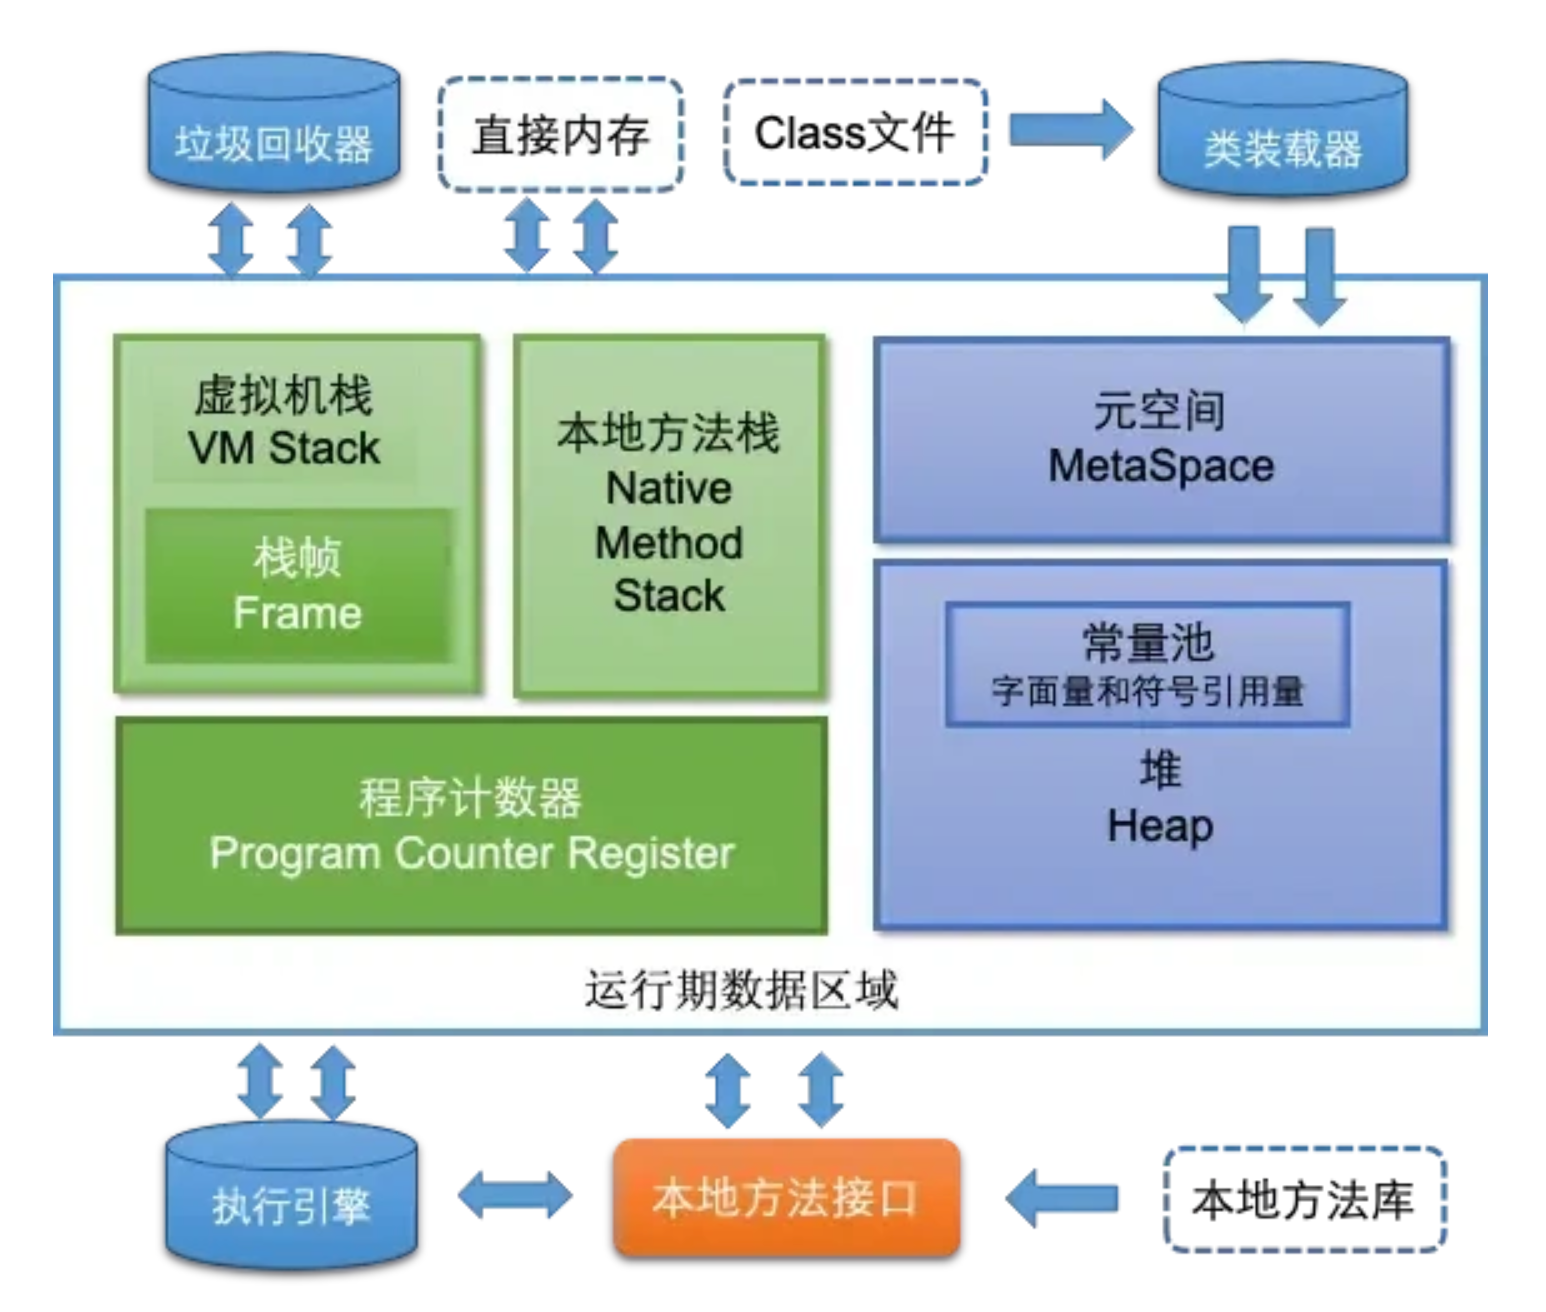 垃圾回收器
直接内存
Class文件
类装载器
虚拟机栈
VM Stack
栈帧
Frame
本地方法栈
Native
Method
Stack
元空间
MetaSpace
常量池
字面量和符号引用量
堆
Heap
程序计数器
Program Counter Register
运行期数据区域
执行引擎
本地方法接口
本地方法库